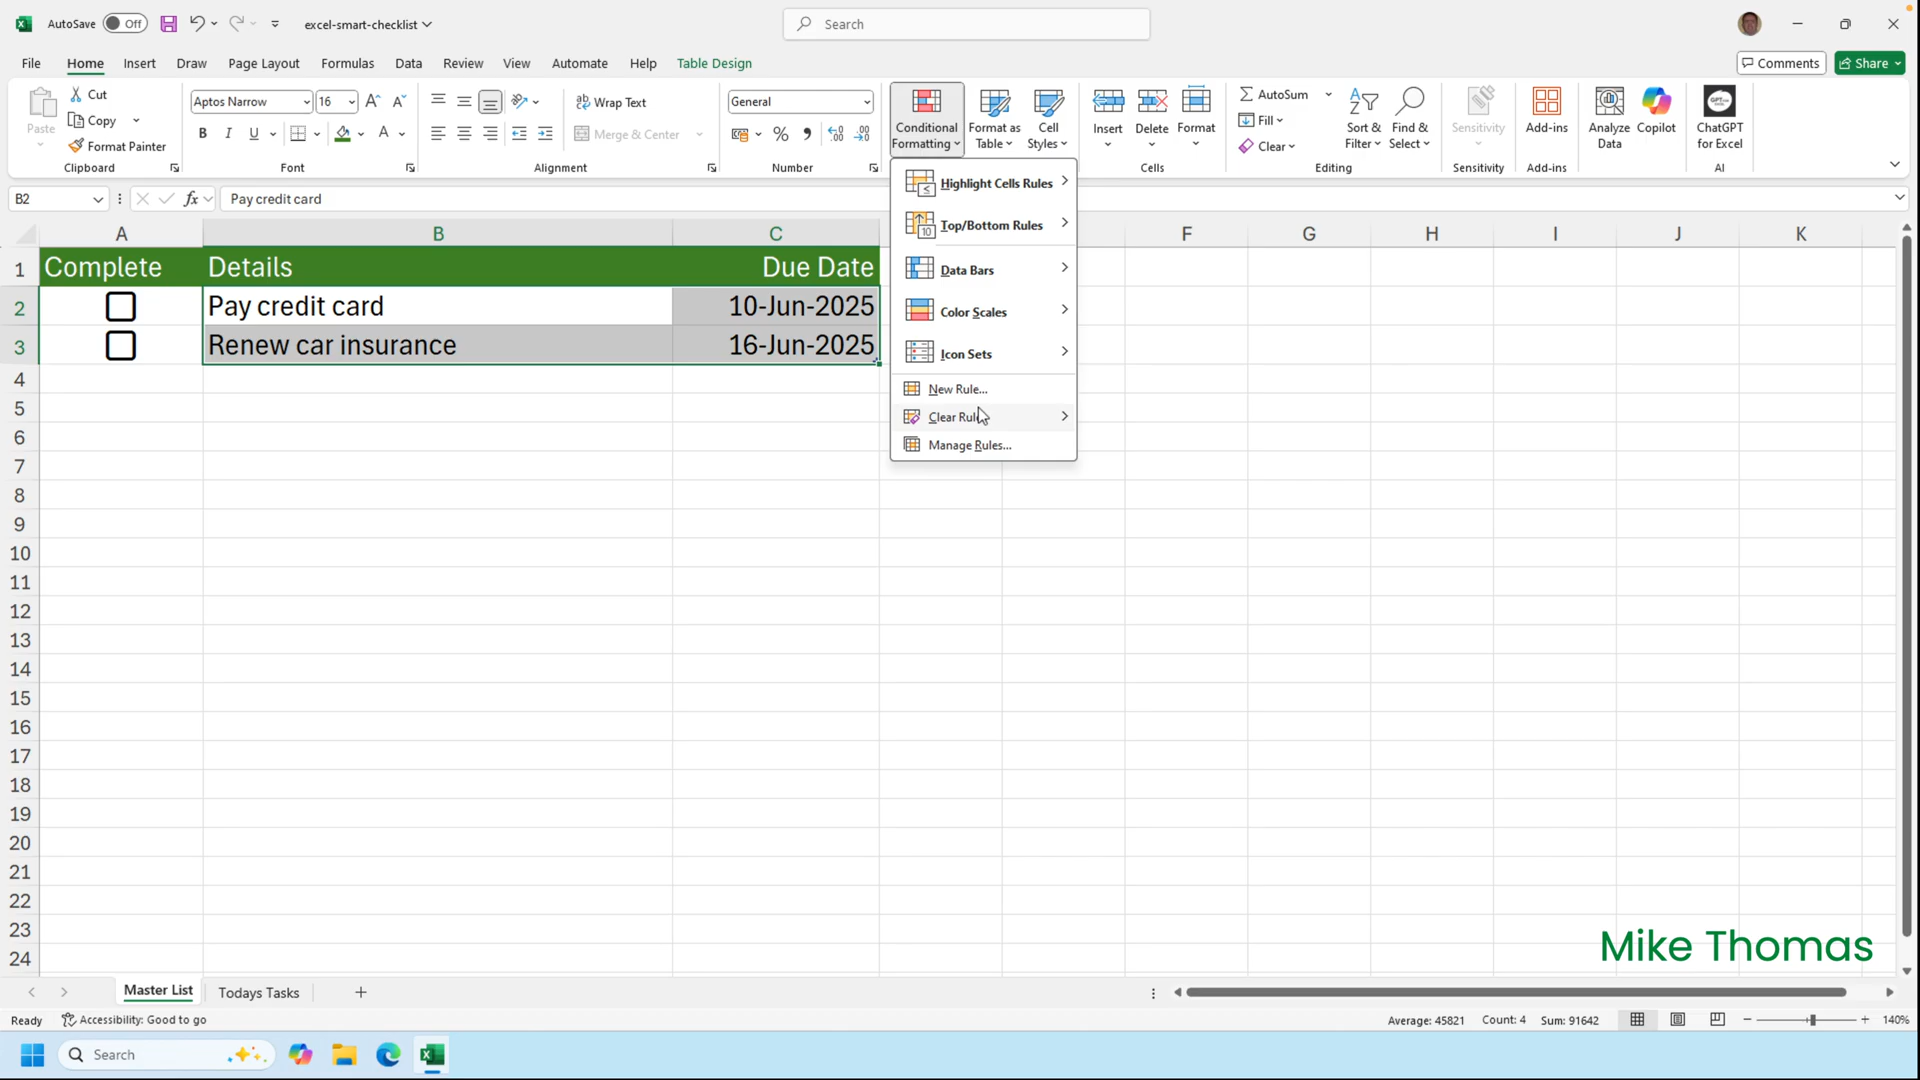 AutoSave Off excel-smart-checklist Search
File Home Insert Draw Page Layout Formulas Data Review View Automate Help Table Design Comments Share
Paste
Cut
Copy
Format Painter
Clipboard
Aptos Narrow 16
B I U
Font
Wrap Text
Merge & Center
Alignment
General
Number
Conditional
Formatting
Format as
Table
Cell
Styles
Insert
Delete
Format
Cells
AutoSum
Fill
Clear
Sort &
Filter
Find &
Select
Editing
Sensitivity
Sensitivity
Add-ins
Add-ins
Analyze
Data
Copilot
ChatGPT
for Excel
AI
B2 fx Pay credit card
Highlight Cells Rules
Top/Bottom Rules
Data Bars
Color Scales
Icon Sets
New Rule...
Manage Rules...
A B C F G H I J K
1 Complete Details Due Date
2 Pay credit card 10-Jun-2025
3 Renew car insurance 16-Jun-2025
4
5
6
7
8
9
10
11
12
13
14
15
16
17
18
19
20
21
22
23
24
Mike Thomas
Master List Todays Tasks
Ready Accessibility: Good to go Average: 45821 Count: 4 Sum: 91642 140%
Search